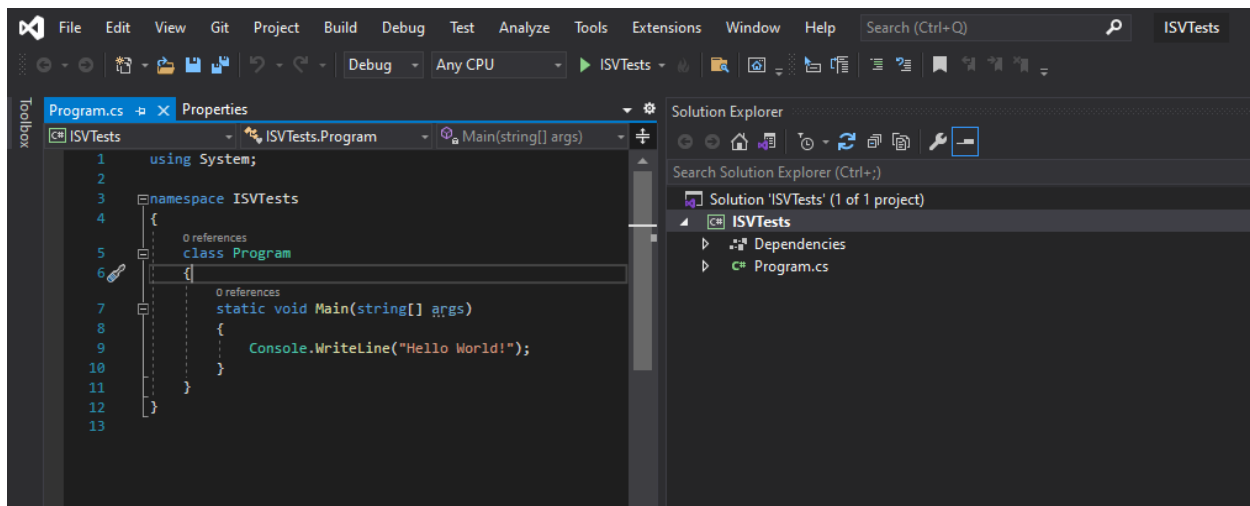 File Edit View Git Project Build Debug Test Analyze Tools Extensions Window Help Search (Ctrl+Q) ISVTests
Debug Any CPU ISVTests
Toolbox
Program.cs Properties
C# ISVTests ISVTests.Program Main(string[] args)
1 using System;
2
3 namespace ISVTests
4 {
0 references
5 class Program
6 {
0 references
7 static void Main(string[] args)
8 {
9 Console.WriteLine("Hello World!");
10 }
11 }
12 }
13
Solution Explorer
Search Solution Explorer (Ctrl+;)
Solution 'ISVTests' (1 of 1 project)
C# ISVTests
Dependencies
C# Program.cs